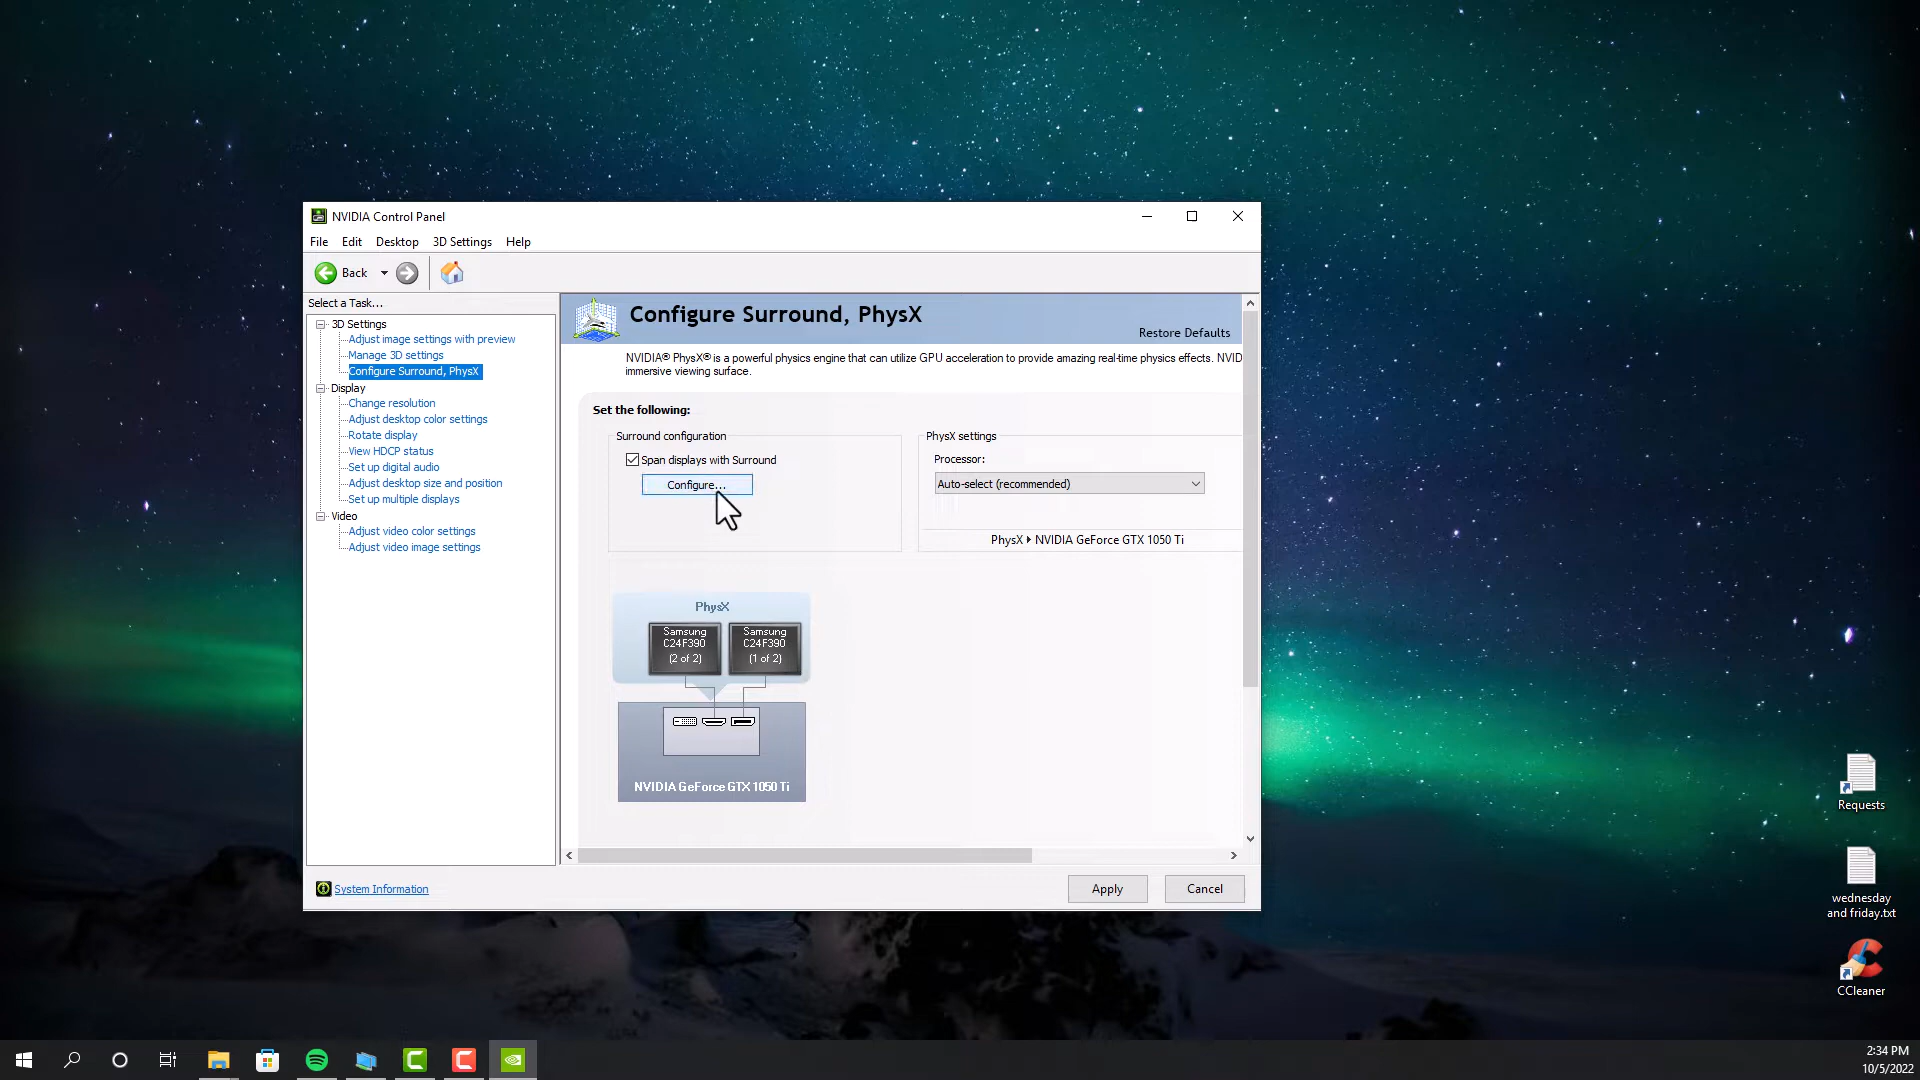 NVIDIA Control Panel
File Edit Desktop 3D Settings Help
Back
Select a Task...
3D Settings
Adjust image settings with preview
Manage 3D settings
Configure Surround, PhysX
Display
Change resolution
Adjust desktop color settings
Rotate display
View HDCP status
Set up digital audio
Adjust desktop size and position
Set up multiple displays
Video
Adjust video color settings
Adjust video image settings
System Information
Configure Surround, PhysX
Restore Defaults
NVIDIA® PhysX® is a powerful physics engine that can utilize GPU acceleration to provide amazing real-time physics effects. NVID
immersive viewing surface.
Set the following:
Surround configuration
Span displays with Surround
Configure...
PhysX settings
Processor:
Auto-select (recommended)
PhysX NVIDIA GeForce GTX 1050 Ti
PhysX
Samsung
C24F390
(2 of 2)
Samsung
C24F390
(1 of 2)
NVIDIA GeForce GTX 1050 Ti
Apply
Cancel
Requests
wednesday
and friday.txt
CCleaner
2:34 PM
10/5/2022